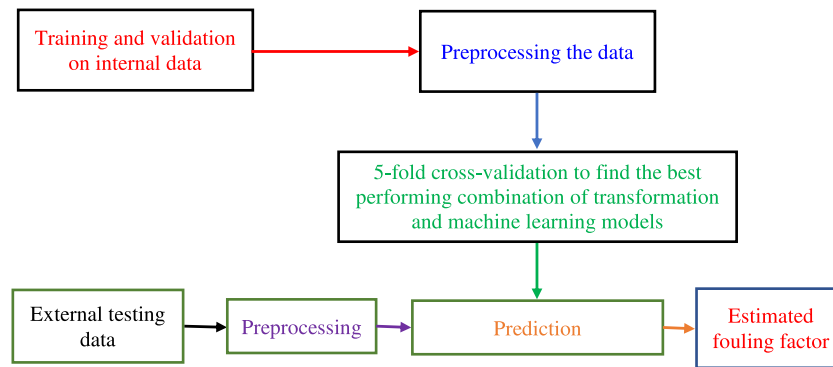 Training and validation
on internal data
Preprocessing the data
5-fold cross-validation to find the best
performing combination of transformation
and machine learning models
External testing
data
Preprocessing
Prediction
Estimated
fouling factor